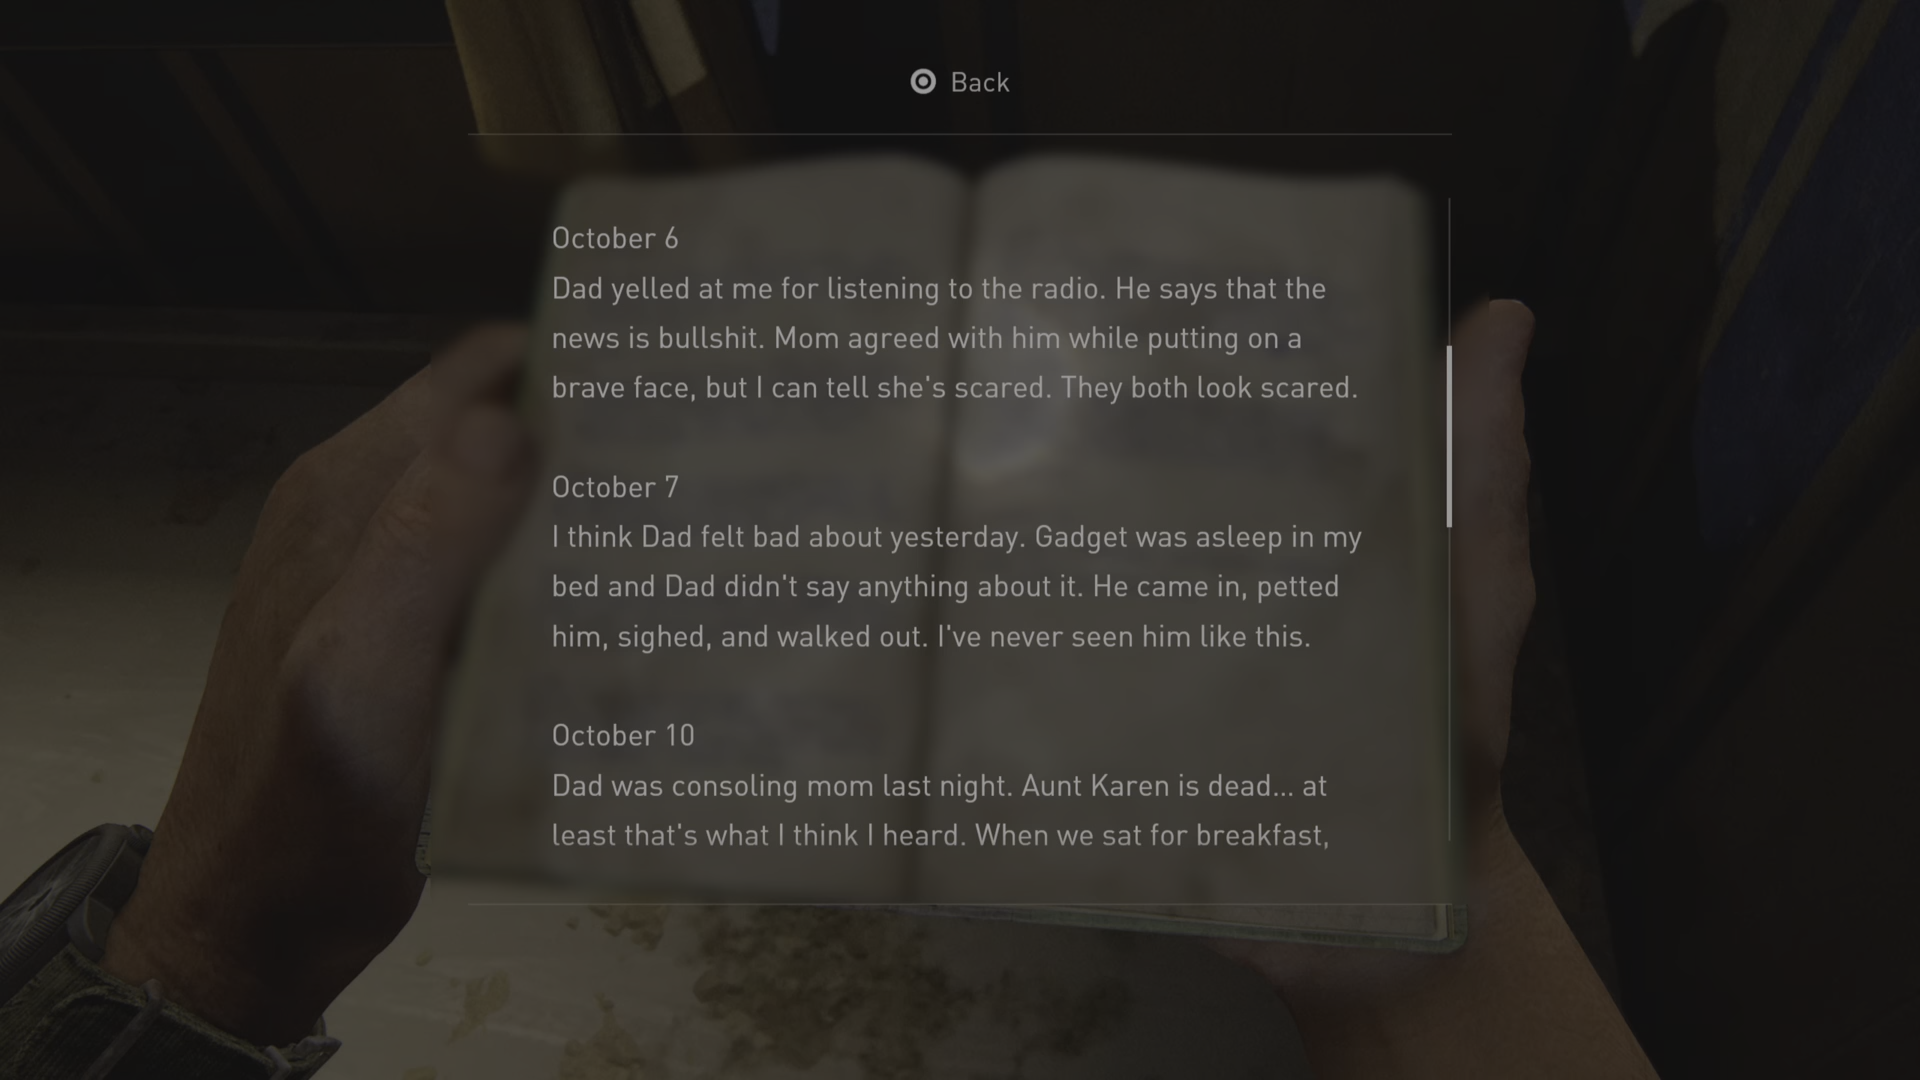 Back
October 6
Dad yelled at me for listening to the radio. He says that the
news is bullshit. Mom agreed with him while putting on a
brave face, but I can tell she's scared. They both look scared.
October 7
I think Dad felt bad about yesterday. Gadget was asleep in my
bed and Dad didn't say anything about it. He came in, petted
him, sighed, and walked out. I've never seen him like this.
October 10
Dad was consoling mom last night. Aunt Karen is dead... at
least that's what I think I heard. When we sat for breakfast,